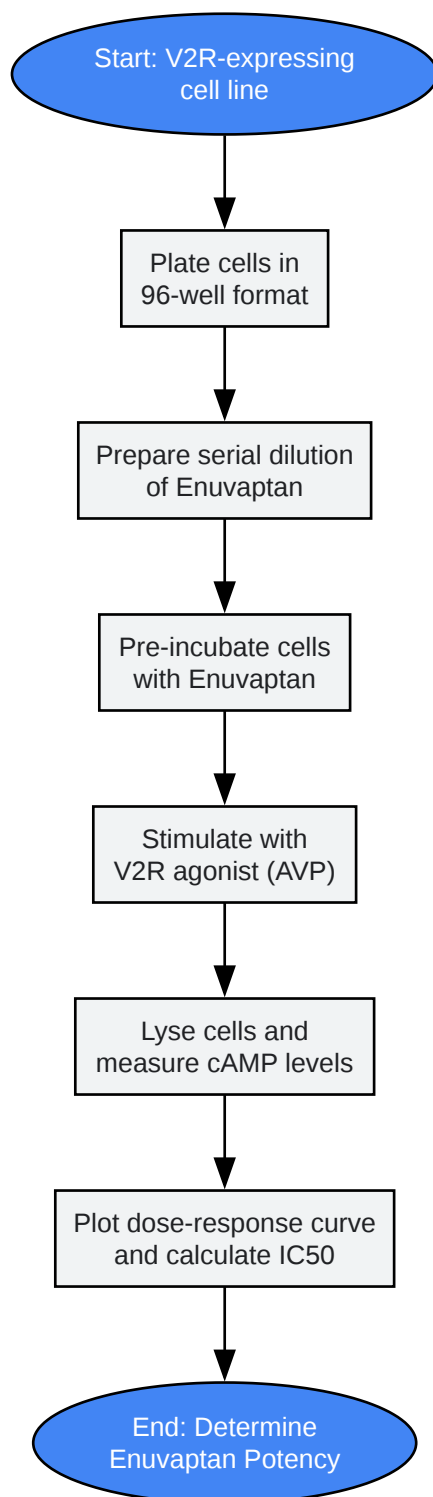 Start: V2R-expressing
cell line
Plate cells in
96-well format
Prepare serial dilution
of Enuvaptan
Pre-incubate cells
with Enuvaptan
Stimulate with
V2R agonist (AVP)
Lyse cells and
measure cAMP levels
Plot dose-response curve
and calculate IC50
End: Determine
Enuvaptan Potency